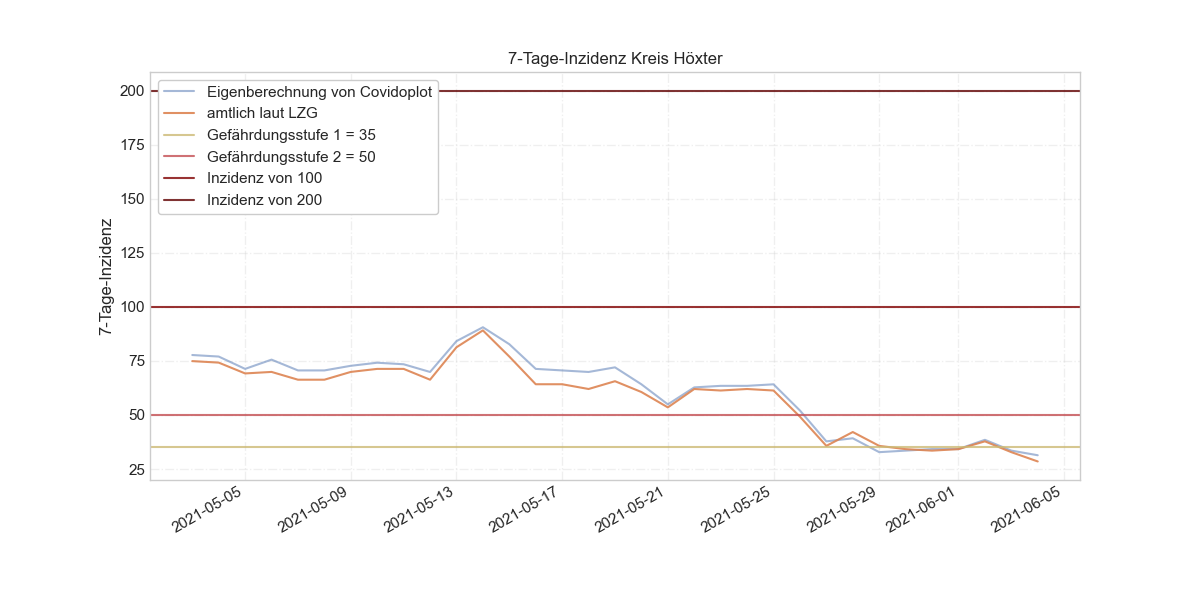 7-Tage-Inzidenz Kreis Höxter
Eigenberechnung von Covidoplot
amtlich laut LZG
Gefährdungsstufe 1 = 35
Gefährdungsstufe 2 = 50
Inzidenz von 100
Inzidenz von 200
7-Tage-Inzidenz
200
175
150
125
100
75
50
25
2021-05-05
2021-05-09
2021-05-13
2021-05-17
2021-05-21
2021-05-25
2021-05-29
2021-06-01
2021-06-05